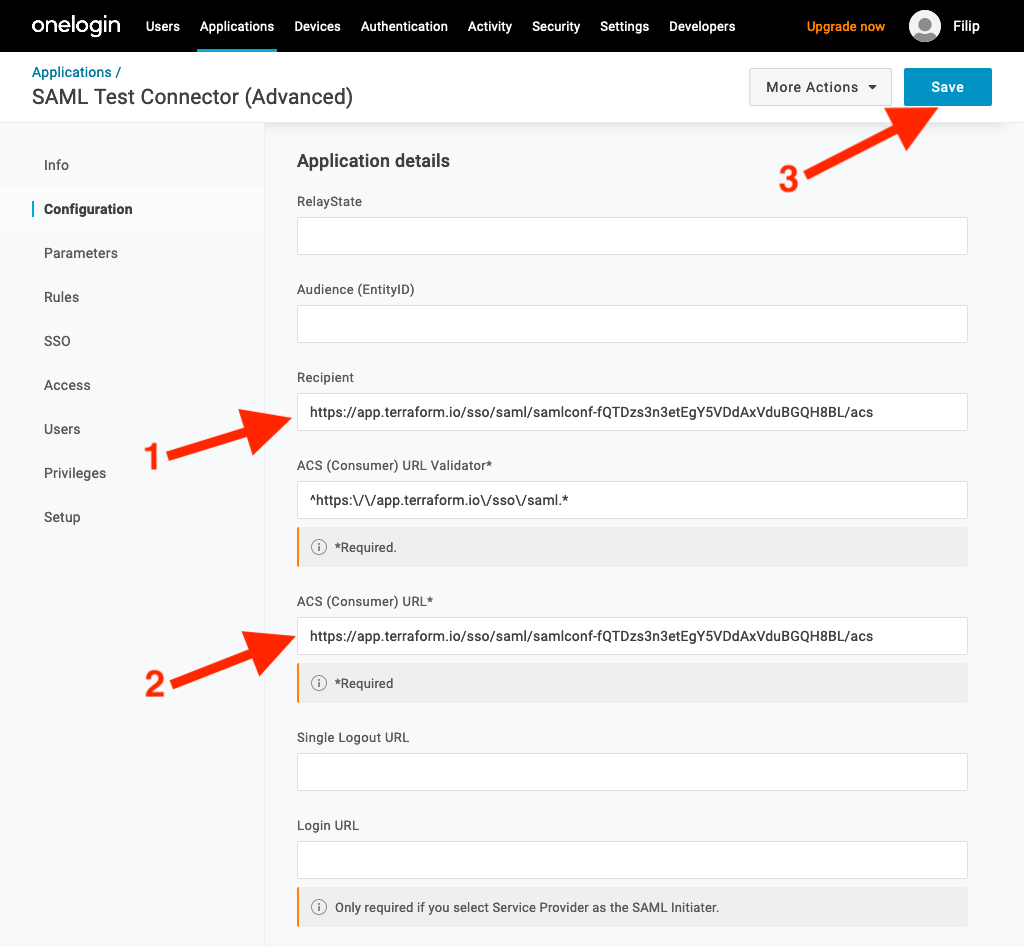 onelogin Users Applications Devices Authentication Activity Security Settings Developers Upgrade now Filip
Applications /
SAML Test Connector (Advanced)
More Actions
Save
3
Info
Configuration
Parameters
Rules
SSO
Access
Users
Privileges
Setup
Application details
RelayState
Audience (EntityID)
Recipient
https://app.terraform.io/sso/saml/samlconf-fQTDzs3n3etEgY5VDdAxVduBGQH8BL/acs
1
ACS (Consumer) URL Validator*
^https:\/\/app.terraform.io\/sso\/saml.*
*Required.
ACS (Consumer) URL*
https://app.terraform.io/sso/saml/samlconf-fQTDzs3n3etEgY5VDdAxVduBGQH8BL/acs
2
*Required
Single Logout URL
Login URL
Only required if you select Service Provider as the SAML Initiater.